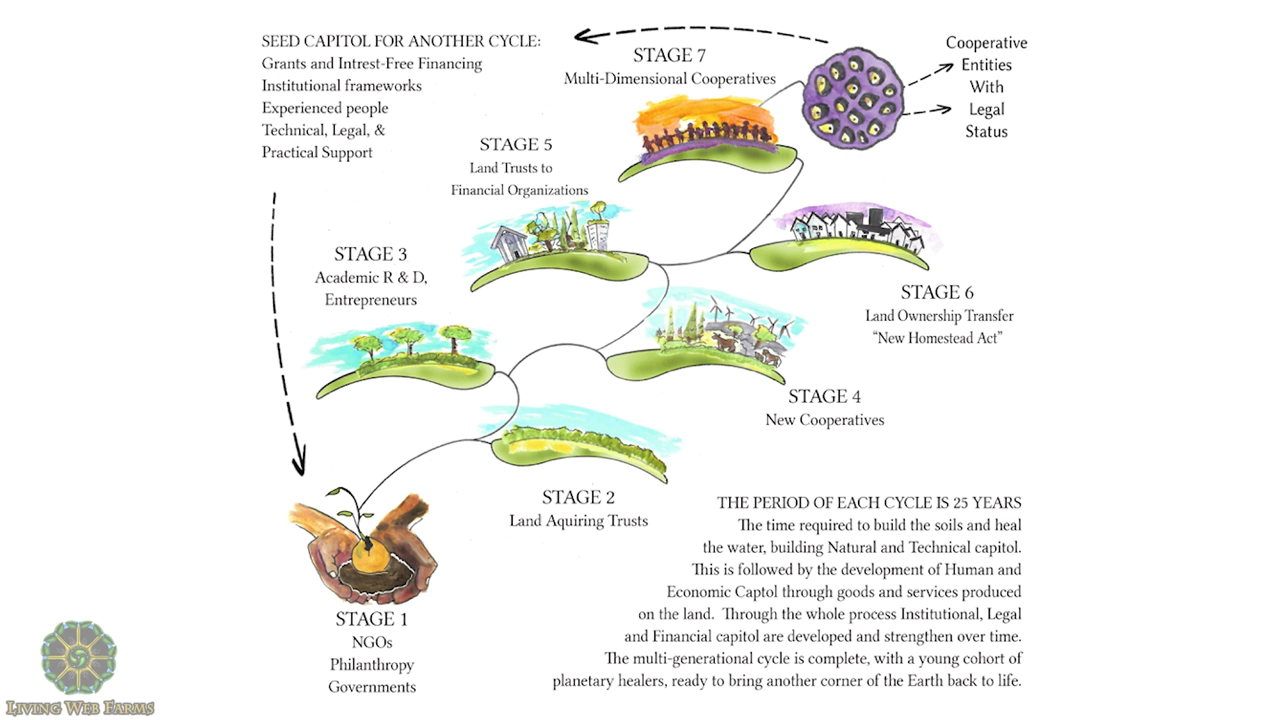 SEED CAPITOL FOR ANOTHER CYCLE:
Grants and Intrest-Free Financing
Institutional frameworks
Experienced people
Technical, Legal, &
Practical Support
STAGE 7
Multi-Dimensional Cooperatives
Cooperative
Entities
With
Legal
Status
STAGE 5
Land Trusts to
Financial Organizations
STAGE 3
Academic R & D,
Entrepreneurs
STAGE 6
Land Ownership Transfer
“New Homestead Act”
STAGE 4
New Cooperatives
STAGE 2
Land Aquiring Trusts
STAGE 1
NGOs
Philanthropy
Governments
THE PERIOD OF EACH CYCLE IS 25 YEARS
The time required to build the soils and heal
the water, building Natural and Technical capitol.
This is followed by the development of Human and
Economic Captol through goods and services produced
on the land. Through the whole process Institutional, Legal
and Financial capitol are developed and strengthen over time.
The multi-generational cycle is complete, with a young cohort of
planetary healers, ready to bring another corner of the Earth back to life.
LIVING WEB FARMS